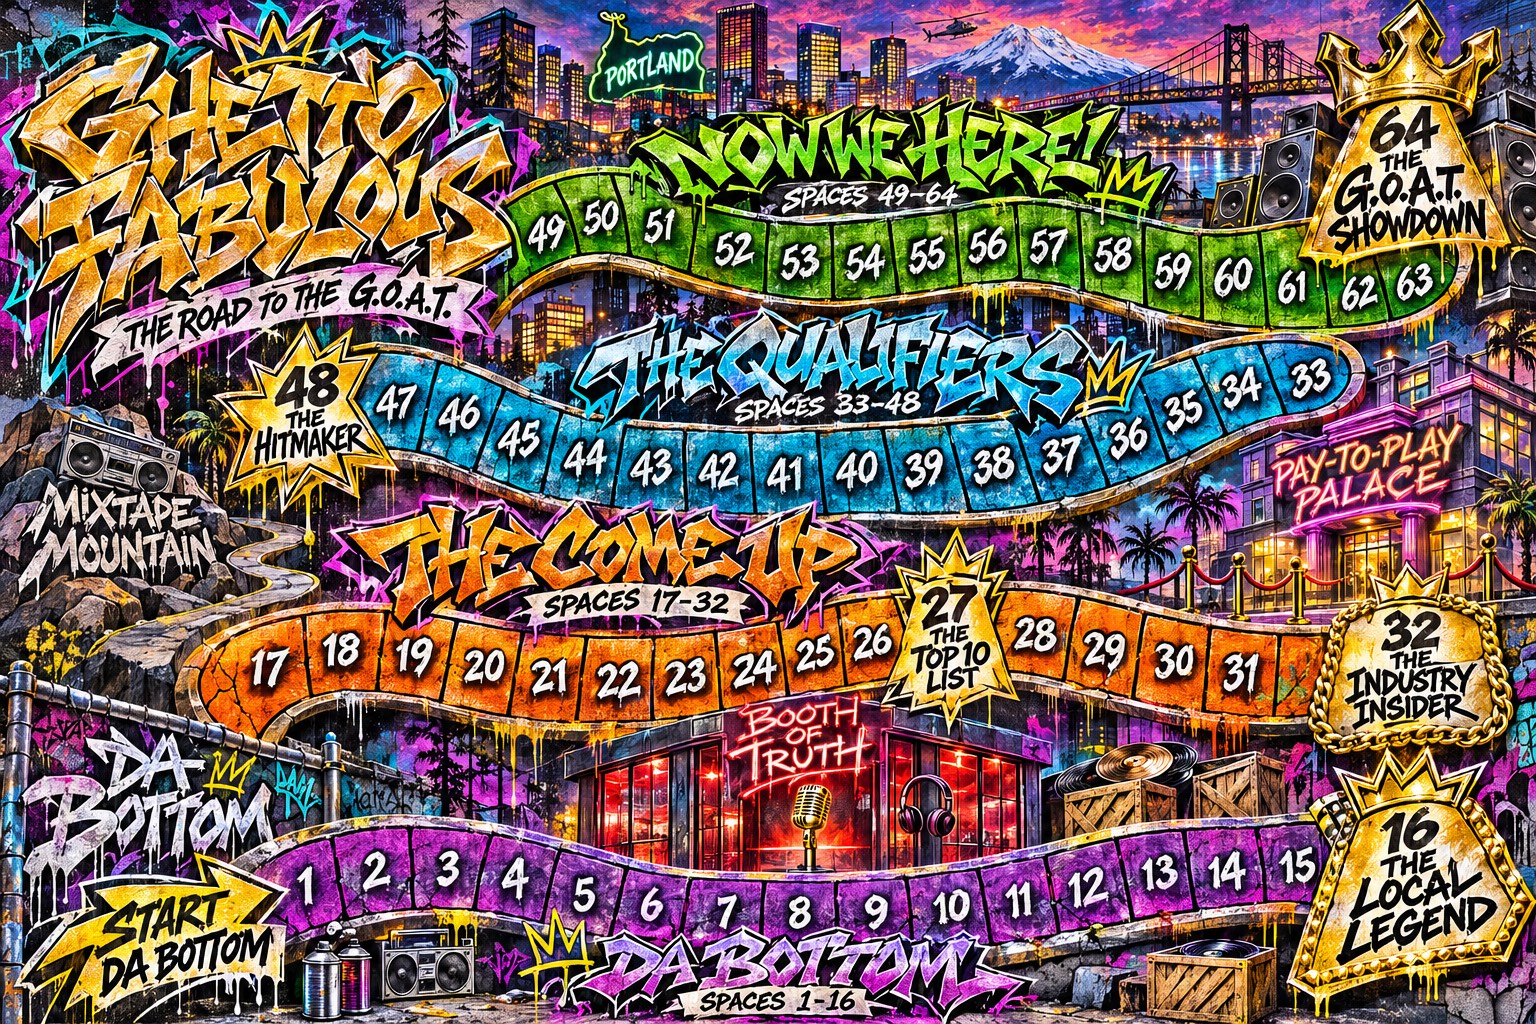 GHETTO
FABULOUS
THE ROAD TO THE G.O.A.T.
PORTLAND
NOW WE HERE!
SPACES 49-64
49 50 51 52 53 54 55 56 57 58 59 60 61 62 63
64
THE
G.O.A.T.
SHOWDOWN
THE QUALIFIERS
SPACES 33-48
48
THE
HITMAKER
47 46 45 44 43 42 41 40 39 38 37 36 35 34 33
MIXTAPE
MOUNTAIN
PAY-TO-PLAY
PALACE
THE COME UP
SPACES 17-32
17 18 19 20 21 22 23 24 25 26
27
THE
TOP 10
LIST
28 29 30 31
32
THE
INDUSTRY
INSIDER
BOOTH
OF
TRUTH
DA
BOTTOM
START
DA BOTTOM
1 2 3 4 5 6 7 8 9 10 11 12 13 14 15
16
THE
LOCAL
LEGEND
DA BOTTOM
SPACES 1-16